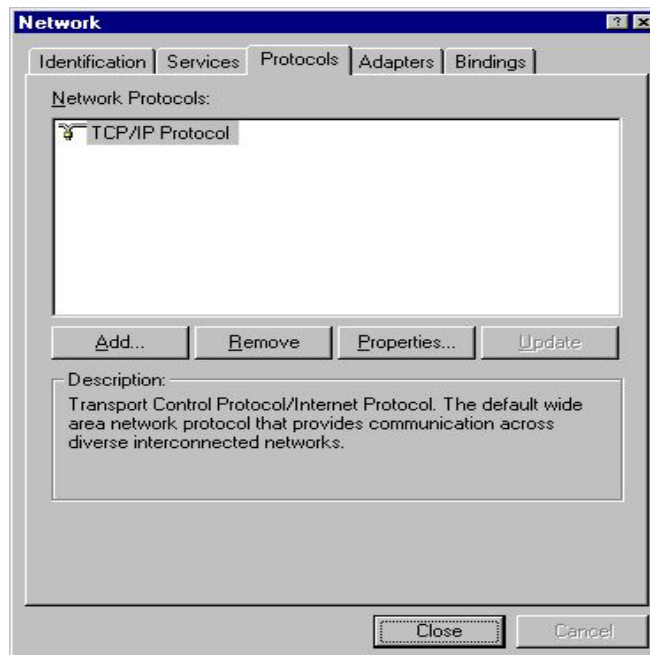 Network
Identification Services Protocols Adapters Bindings
Network Protocols:
TCP/IP Protocol
Add... Remove Properties... Update
Description:
Transport Control Protocol/Internet Protocol. The default wide
area network protocol that provides communication across
diverse interconnected networks.
Close Cancel